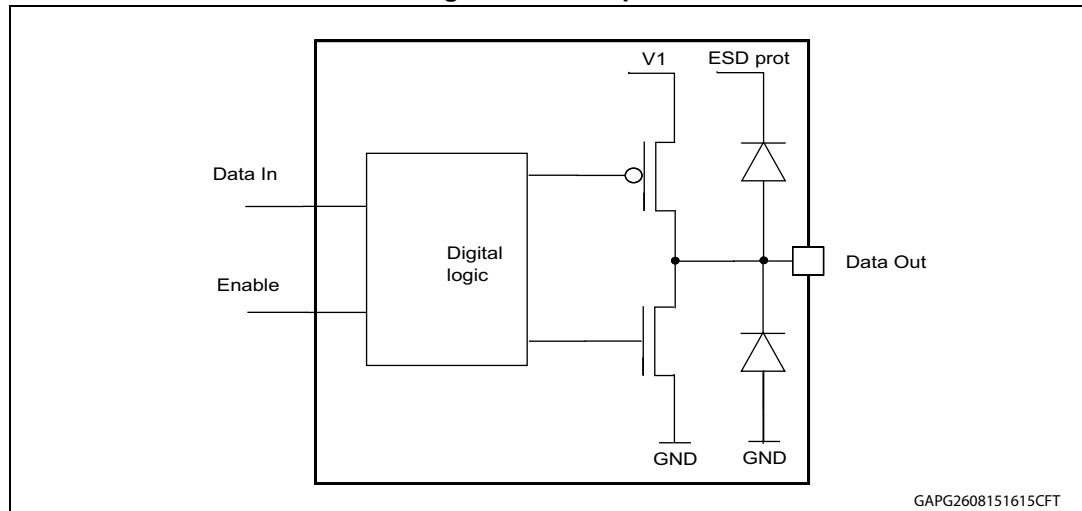 V1
ESD prot
Data In
Digital
logic
Data Out
Enable
GND
GND
GAPG2608151615CFT